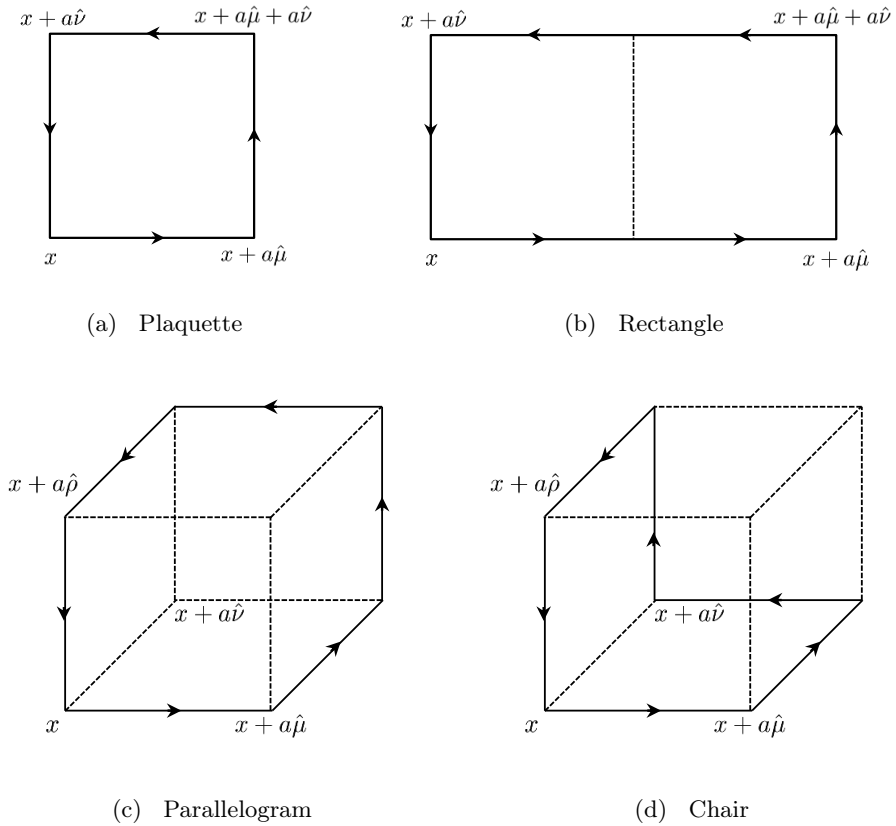 x + aν̂
x + aμ̂ + aν̂
x
x + aμ̂
(a) Plaquette
x + aν̂
x + aμ̂ + aν̂
x
x + aμ̂
(b) Rectangle
x + aρ̂
x + aν̂
x
x + aμ̂
(c) Parallelogram
x + aρ̂
x + aν̂
x
x + aμ̂
(d) Chair